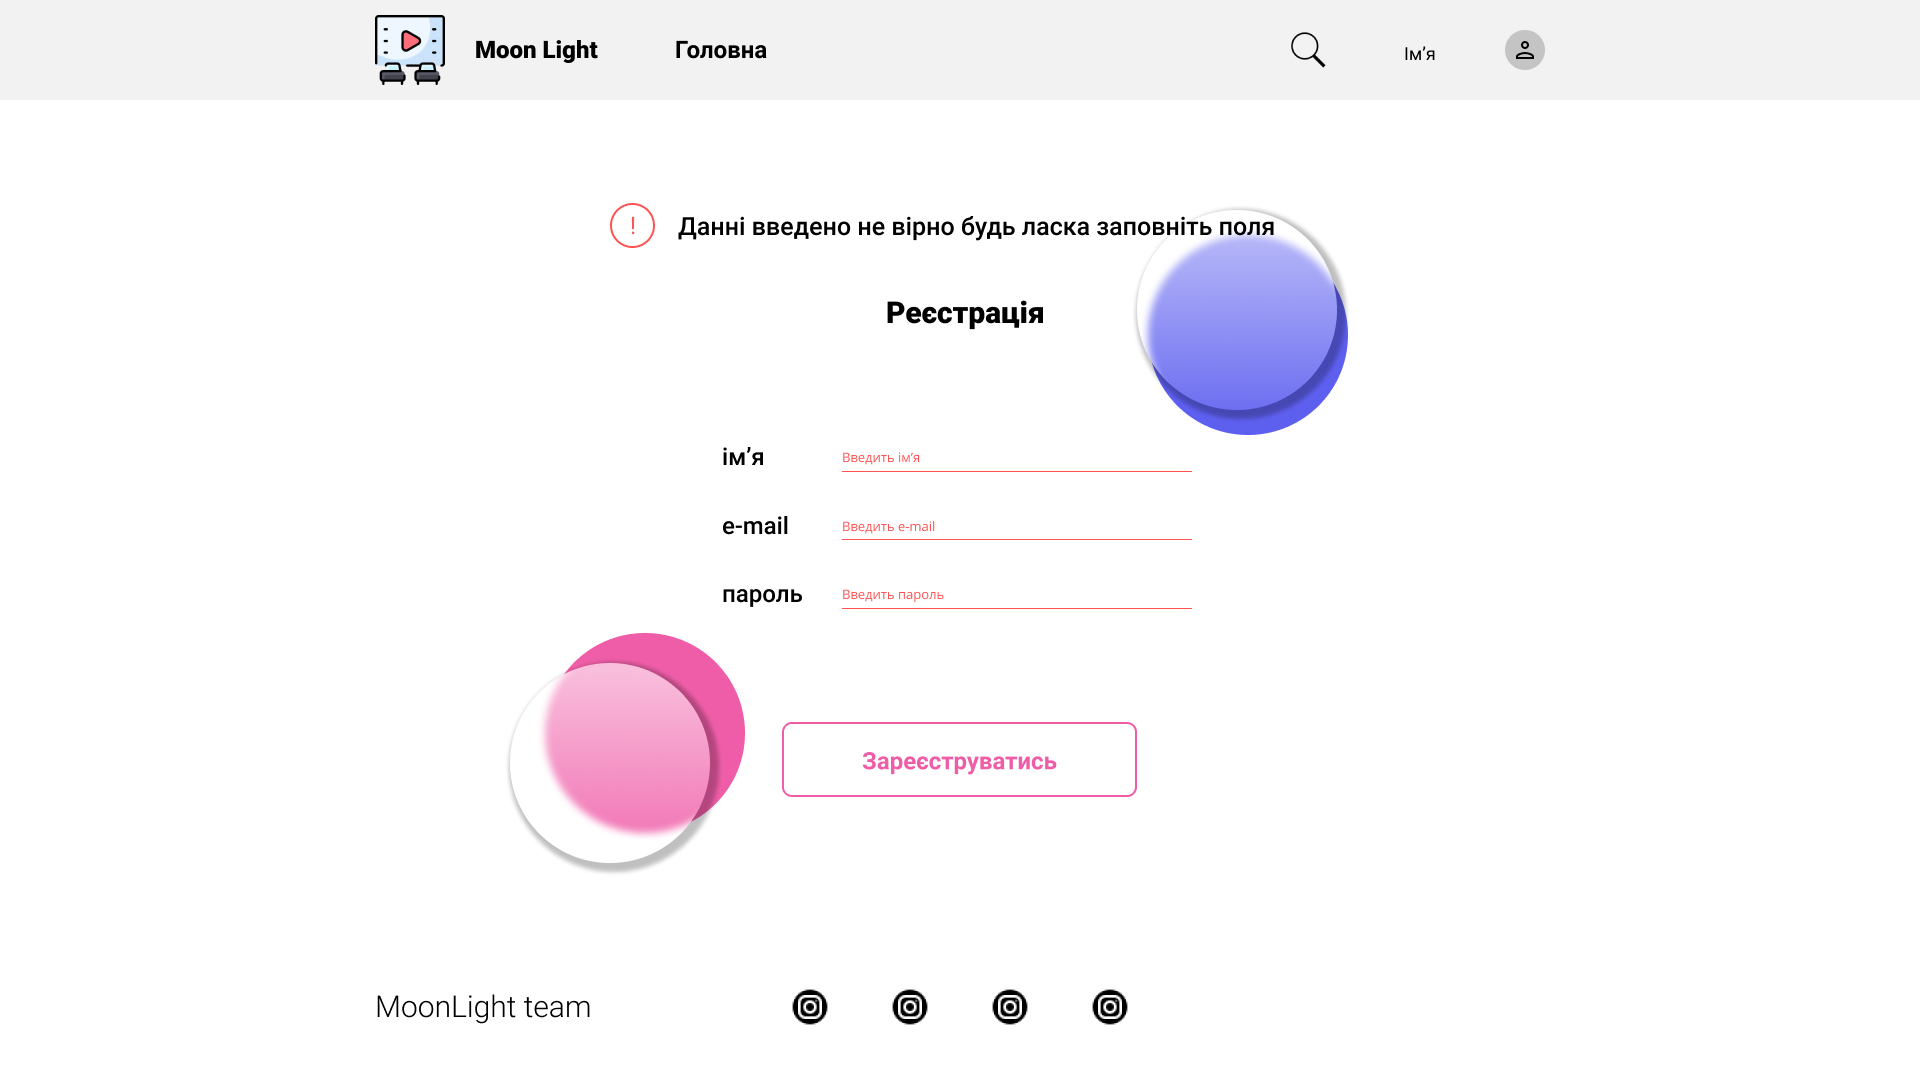 Moon Light
Головна
Ім’я
!
Данні введено не вірно будь ласка заповніть поля
Реєстрація
ім’я
Введить ім’я
e-mail
Введить e-mail
пароль
Введить пароль
Зареєструватись
MoonLight team